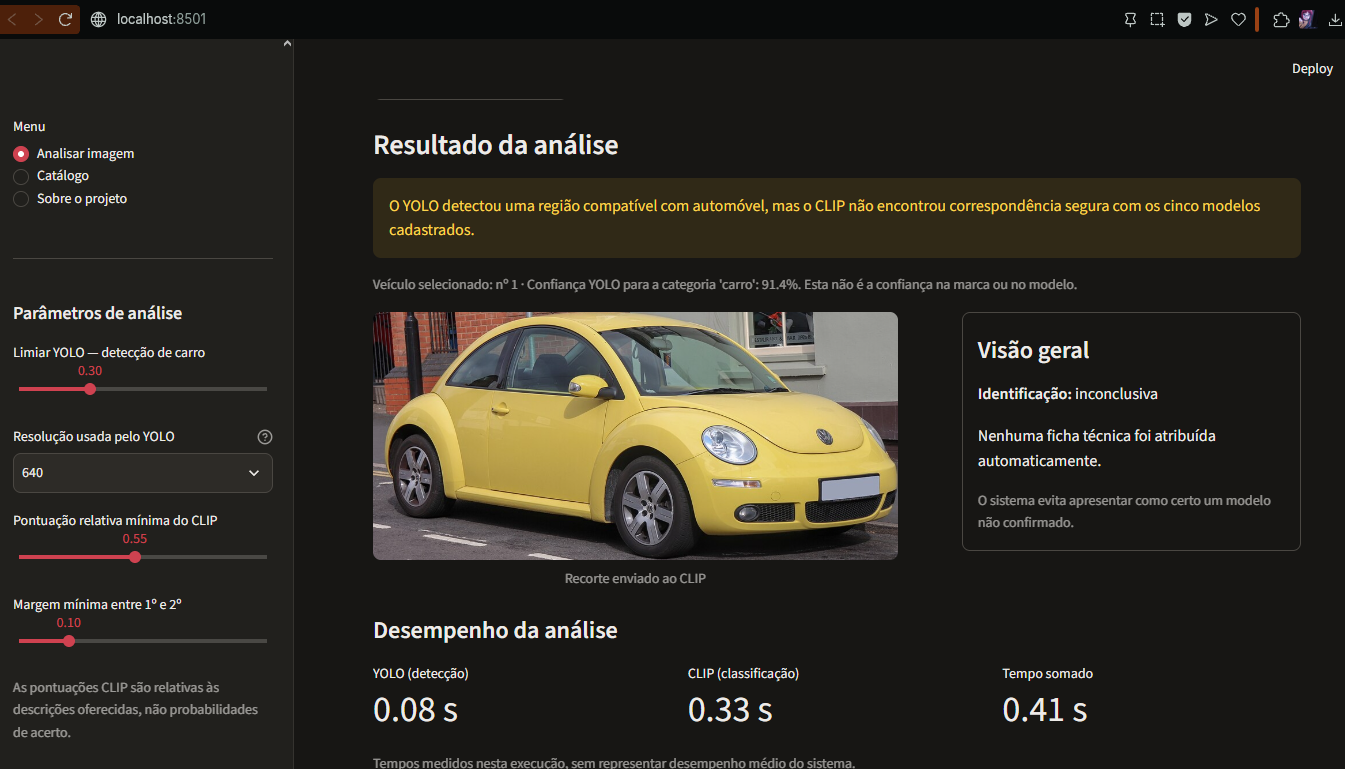 localhost:8501
Deploy
Menu
Analisar imagem
Catálogo
Sobre o projeto
Parâmetros de análise
Limiar YOLO — detecção de carro
0.30
Resolução usada pelo YOLO
640
Pontuação relativa mínima do CLIP
0.55
Margem mínima entre 1º e 2º
0.10
As pontuações CLIP são relativas às
descrições oferecidas, não probabilidades
de acerto.
Resultado da análise
O YOLO detectou uma região compatível com automóvel, mas o CLIP não encontrou correspondência segura com os cinco modelos
cadastrados.
Veículo selecionado: nº 1 · Confiança YOLO para a categoria 'carro': 91.4%. Esta não é a confiança na marca ou no modelo.
Recorte enviado ao CLIP
Visão geral
Identificação: inconclusiva
Nenhuma ficha técnica foi atribuída
automaticamente.
O sistema evita apresentar como certo um modelo
não confirmado.
Desempenho da análise
YOLO (detecção)
0.08 s
CLIP (classificação)
0.33 s
Tempo somado
0.41 s
Tempos medidos nesta execução, sem representar desempenho médio do sistema.